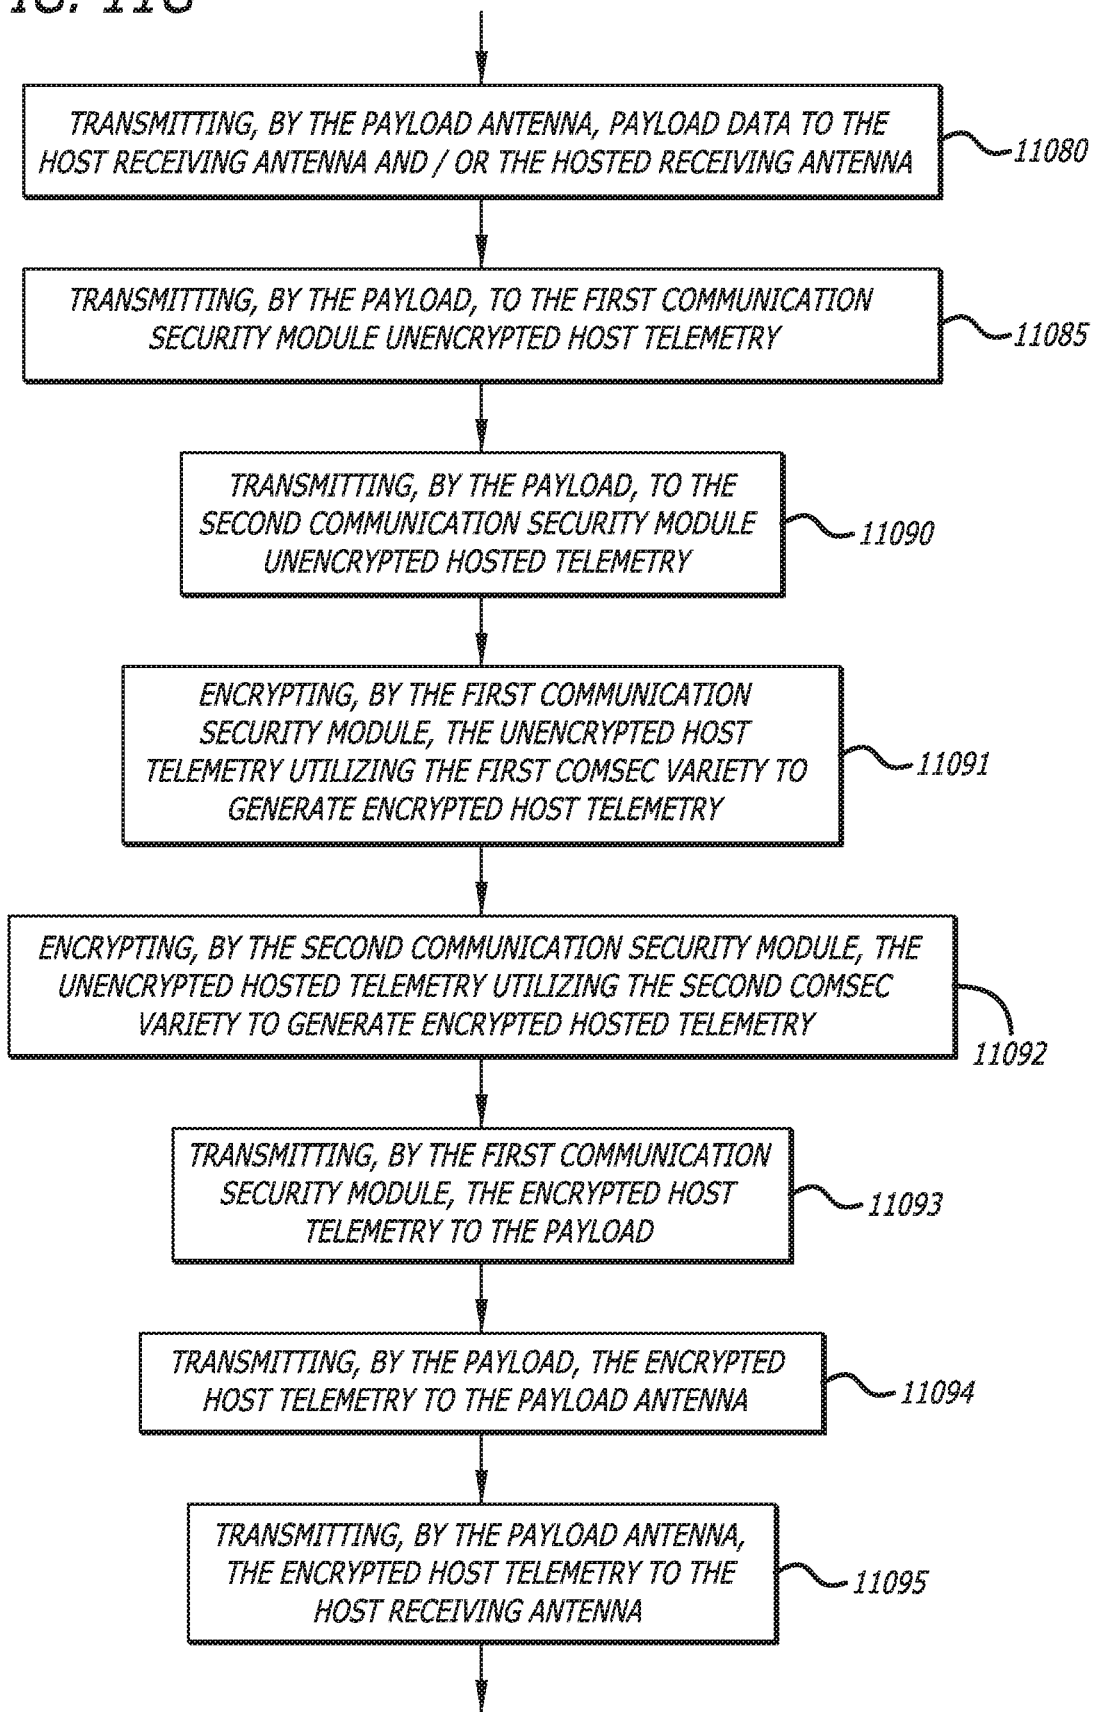 TRANSMITTING, BY THE PAYLOAD ANTENNA, PAYLOAD DATA TO THE
HOST RECEIVING ANTENNA AND / OR THE HOSTED RECEIVING ANTENNA
11080
TRANSMITTING, BY THE PAYLOAD, TO THE FIRST COMMUNICATION
SECURITY MODULE UNENCRYPTED HOST TELEMETRY
11085
TRANSMITTING, BY THE PAYLOAD, TO THE
SECOND COMMUNICATION SECURITY MODULE
UNENCRYPTED HOSTED TELEMETRY
11090
ENCRYPTING, BY THE FIRST COMMUNICATION
SECURITY MODULE, THE UNENCRYPTED HOST
TELEMETRY UTILIZING THE FIRST COMSEC VARIETY TO
GENERATE ENCRYPTED HOST TELEMETRY
11091
ENCRYPTING, BY THE SECOND COMMUNICATION SECURITY MODULE, THE
UNENCRYPTED HOSTED TELEMETRY UTILIZING THE SECOND COMSEC
VARIETY TO GENERATE ENCRYPTED HOSTED TELEMETRY
11092
TRANSMITTING, BY THE FIRST COMMUNICATION
SECURITY MODULE, THE ENCRYPTED HOST
TELEMETRY TO THE PAYLOAD
11093
TRANSMITTING, BY THE PAYLOAD, THE ENCRYPTED
HOST TELEMETRY TO THE PAYLOAD ANTENNA
11094
TRANSMITTING, BY THE PAYLOAD ANTENNA,
THE ENCRYPTED HOST TELEMETRY TO THE
HOST RECEIVING ANTENNA
11095